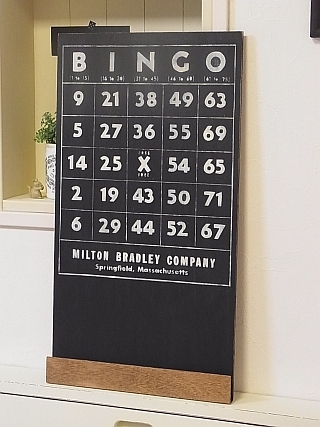 B I N G O
(1 to 15) (16 to 30) (31 to 45) (46 to 60) (61 to 75)
9 21 38 49 63
5 27 36 55 69
FREE
14 25 X 54 65
FREE
2 19 43 50 71
6 29 44 52 67
MILTON BRADLEY COMPANY
Springfield, Massachusetts